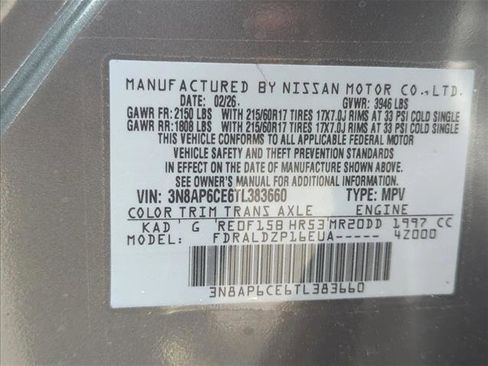 MANUFACTURED BY NISSAN MOTOR CO.,LTD.
DATE: 02/26. GVWR: 3946 LBS
GAWR FR: 2150 LBS WITH 215/60R17 TIRES 17X7.0J RIMS AT 33 PSI COLD SINGLE
GAWR RR: 1808 LBS WITH 215/60R17 TIRES 17X7.0J RIMS AT 33 PSI COLD SINGLE
THIS VEHICLE CONFORMS TO ALL APPLICABLE FEDERAL MOTOR
VEHICLE SAFETY AND THEFT PREVENTION STANDARDS
IN EFFECT ON THE DATE OF MANUFACTURE SHOWN ABOVE.
SEE OWNER'S MANUAL FOR ADDITIONAL INFORMATION.
VIN: 3N8AP6CE6TL383660 TYPE: MPV
COLOR TRIM TRANS AXLE ENGINE
KAD G RE0F15B HR53 MR20DD 1997 CC
MODEL: FDRALDZP16EUA----- 4Z000
3N8AP6CE6TL383660